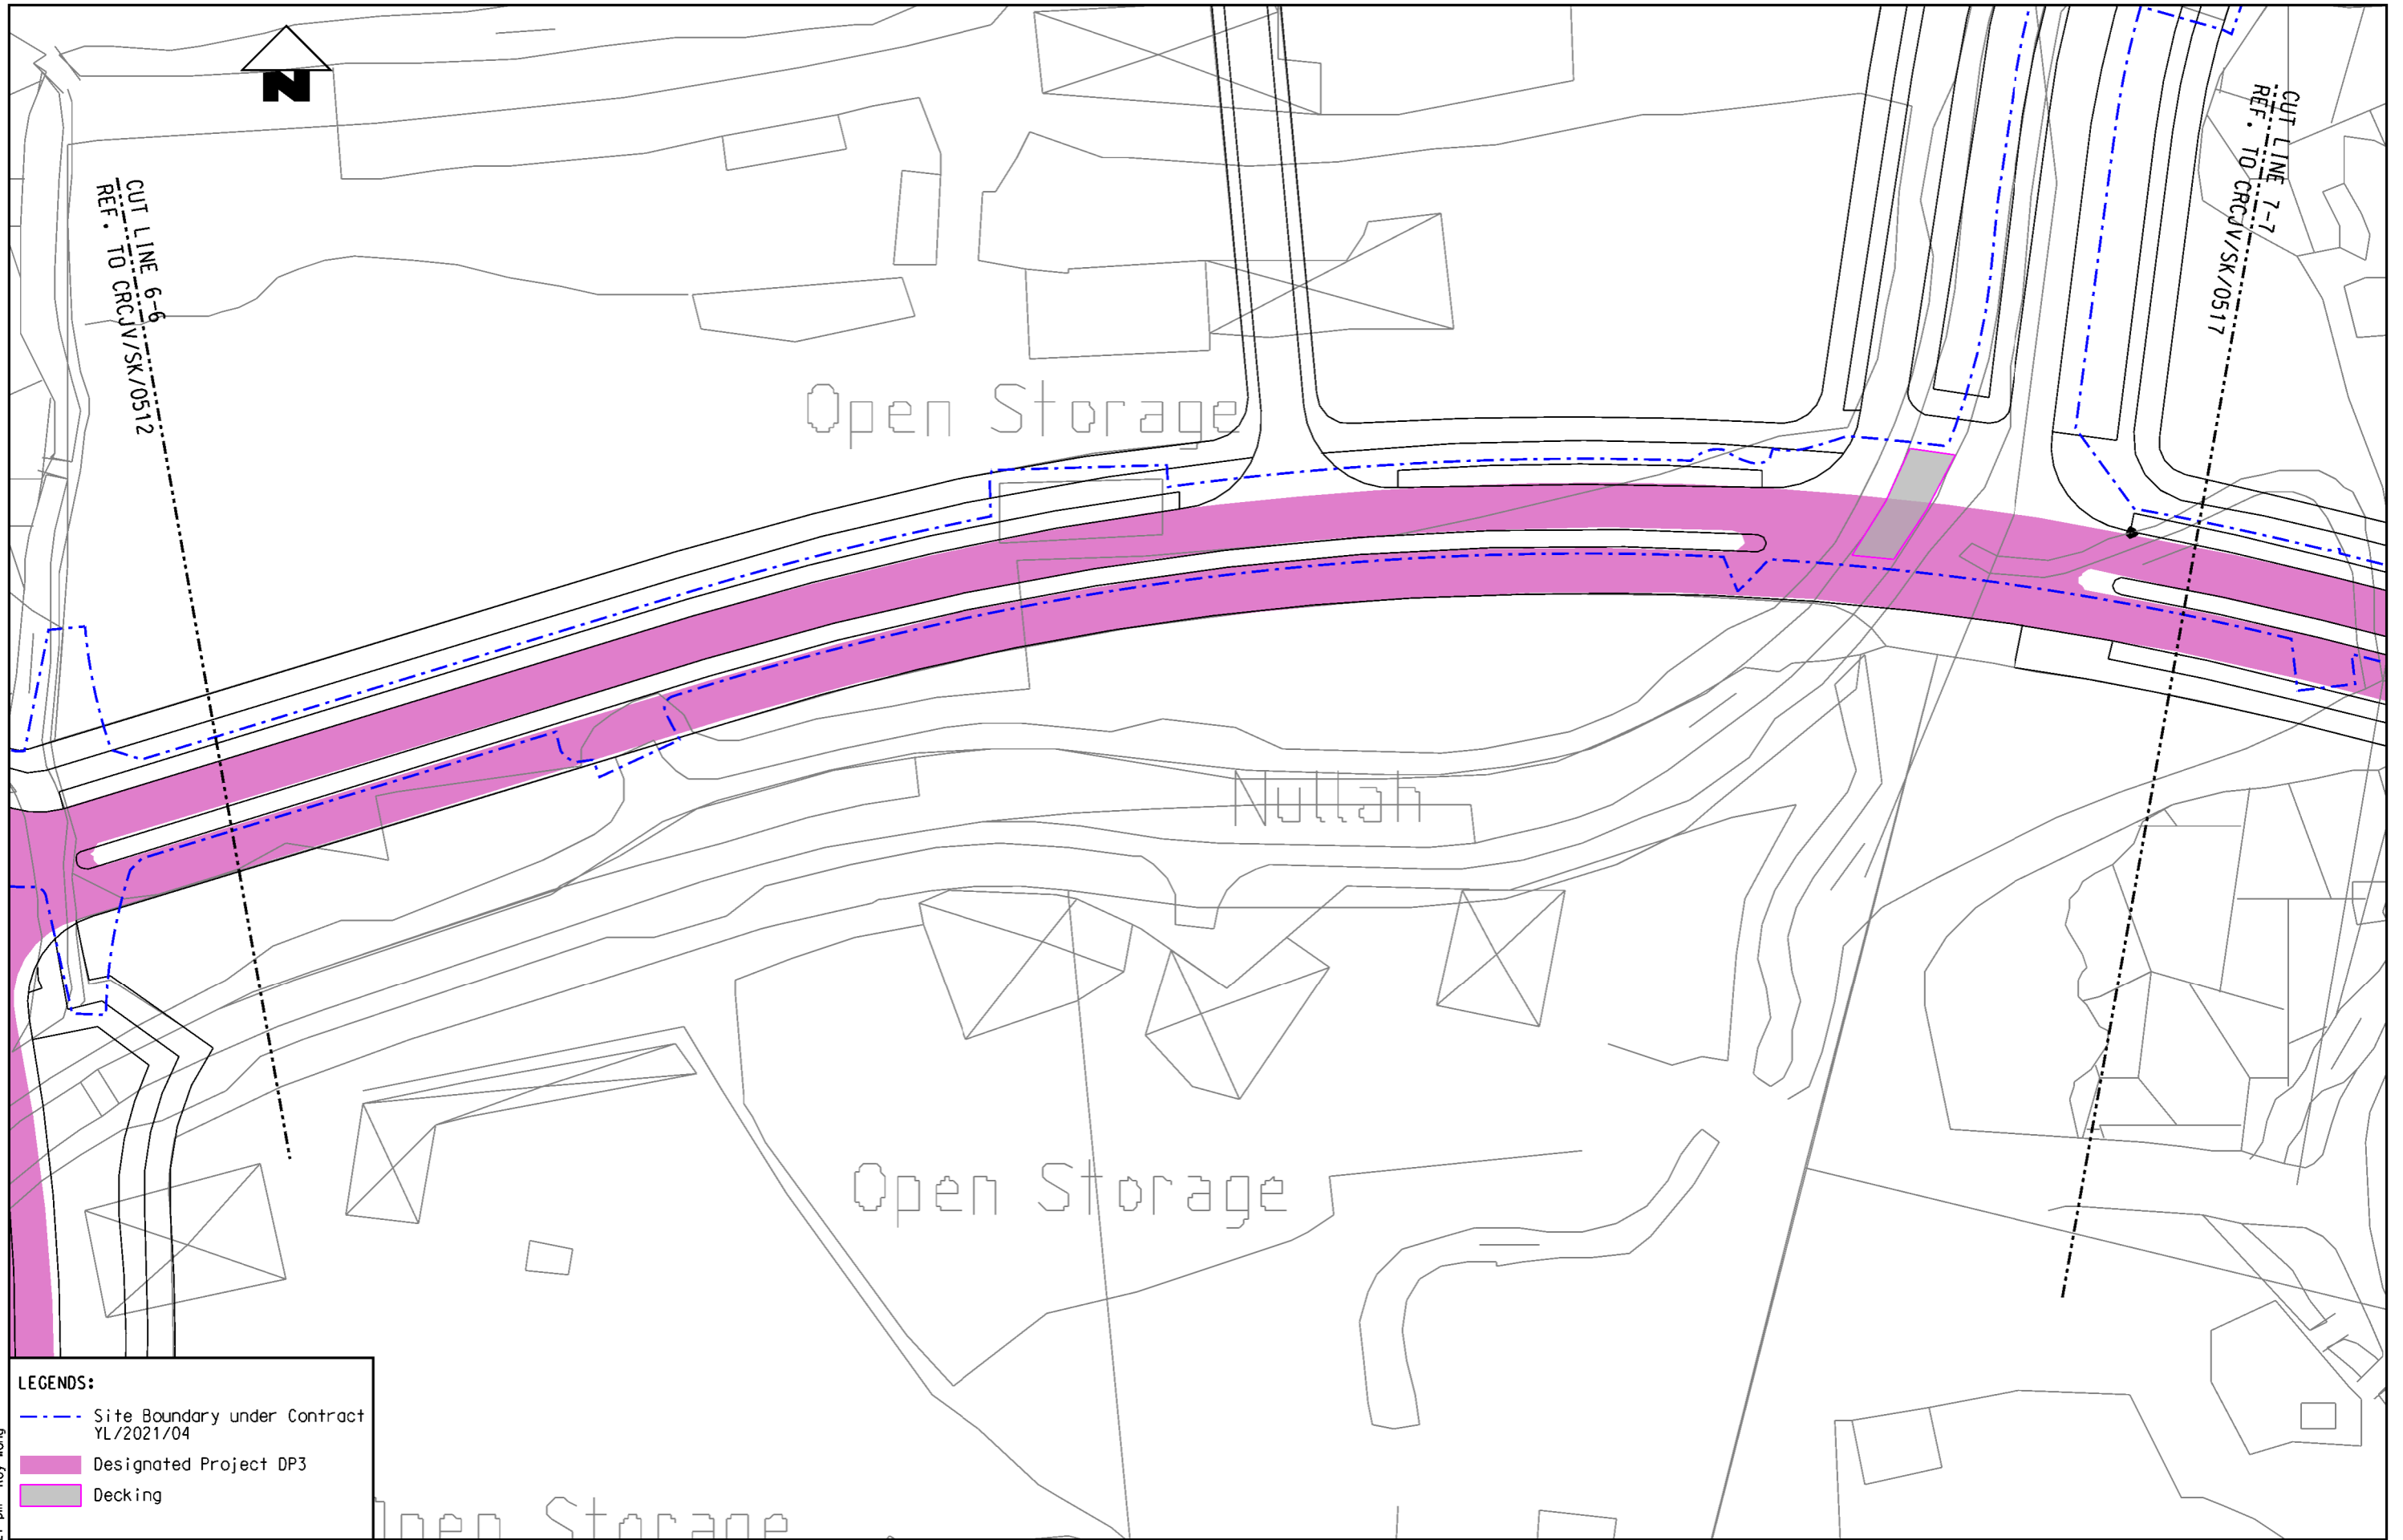 N
CUT LINE 6-6
REF. TO CRCJV/SK/0512
CUT LINE 7-7
REF. TO CRCJV/SK/0517
Open Storage
Nullah
Open Storage
Open Storage
LEGENDS:
Site Boundary under Contract
YL/2021/04
Designated Project DP3
Decking